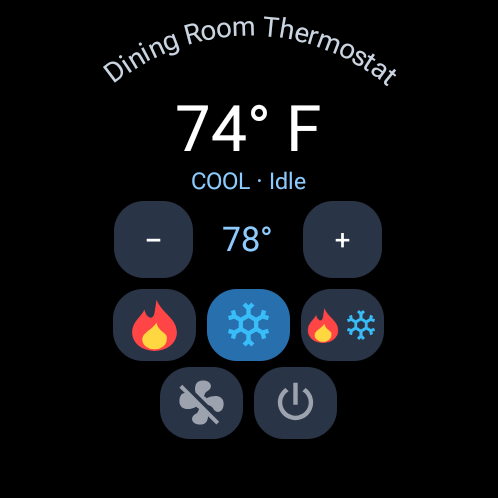 Dining Room Thermostat
74° F
COOL · Idle
− 78° +